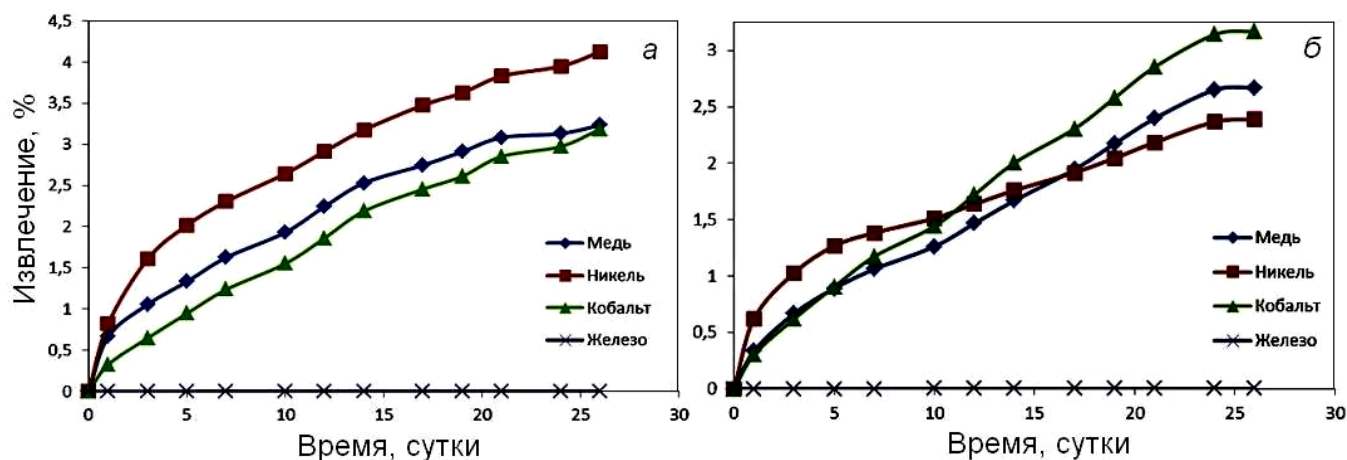 4,5
4
3,5
3
2,5
2
1,5
1
0,5
0
0
5
10
15
20
25
30
Извлечение, %
Время, сутки
а
Медь
Никель
Кобальт
Железо
3
2,5
2
1,5
1
0,5
0
0
5
10
15
20
25
30
Время, сутки
б
Медь
Никель
Кобальт
Железо